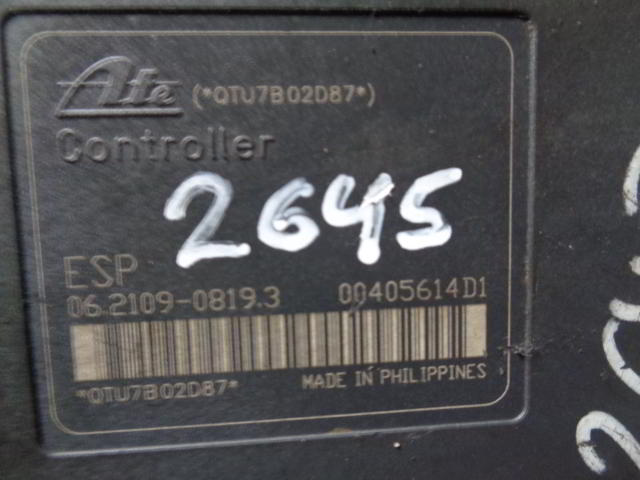 Ate (*QTU7B02D87*)
Controller
2645
ESP
06.2109-0819.3 00405614D1
*QTU7B02D87*
MADE IN PHILIPPINES